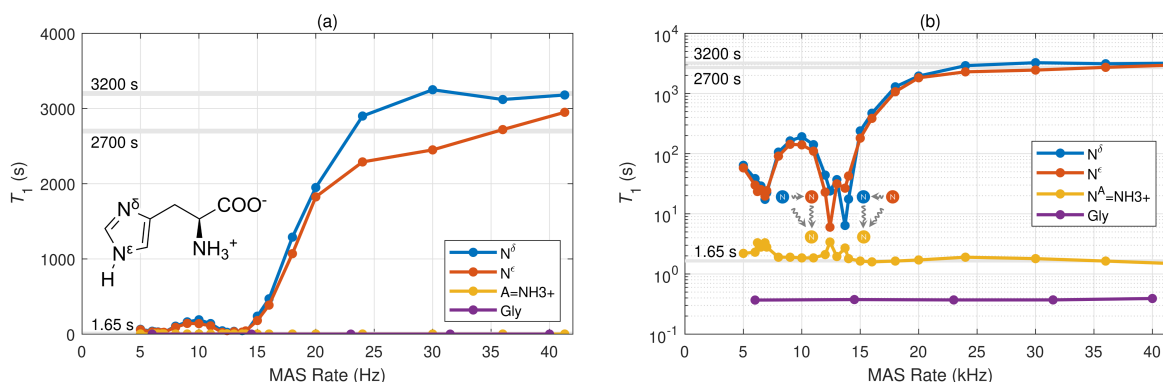 (a)
4000
3000
2000
1000
0
3200 s
2700 s
1.65 s
T1 (s)
0 5 10 15 20 25 30 35 40
MAS Rate (Hz)
Nδ
Nε
N
H
COO-
NH3+
Nδ
Nϵ
A=NH3+
Gly
(b)
10^4
10^3
10^2
10^1
10^0
10^-1
3200 s
2700 s
1.65 s
T1 (s)
0 5 10 15 20 25 30 35 40
MAS Rate (kHz)
N N N N
N N
Nδ
Nϵ
NA=NH3+
Gly